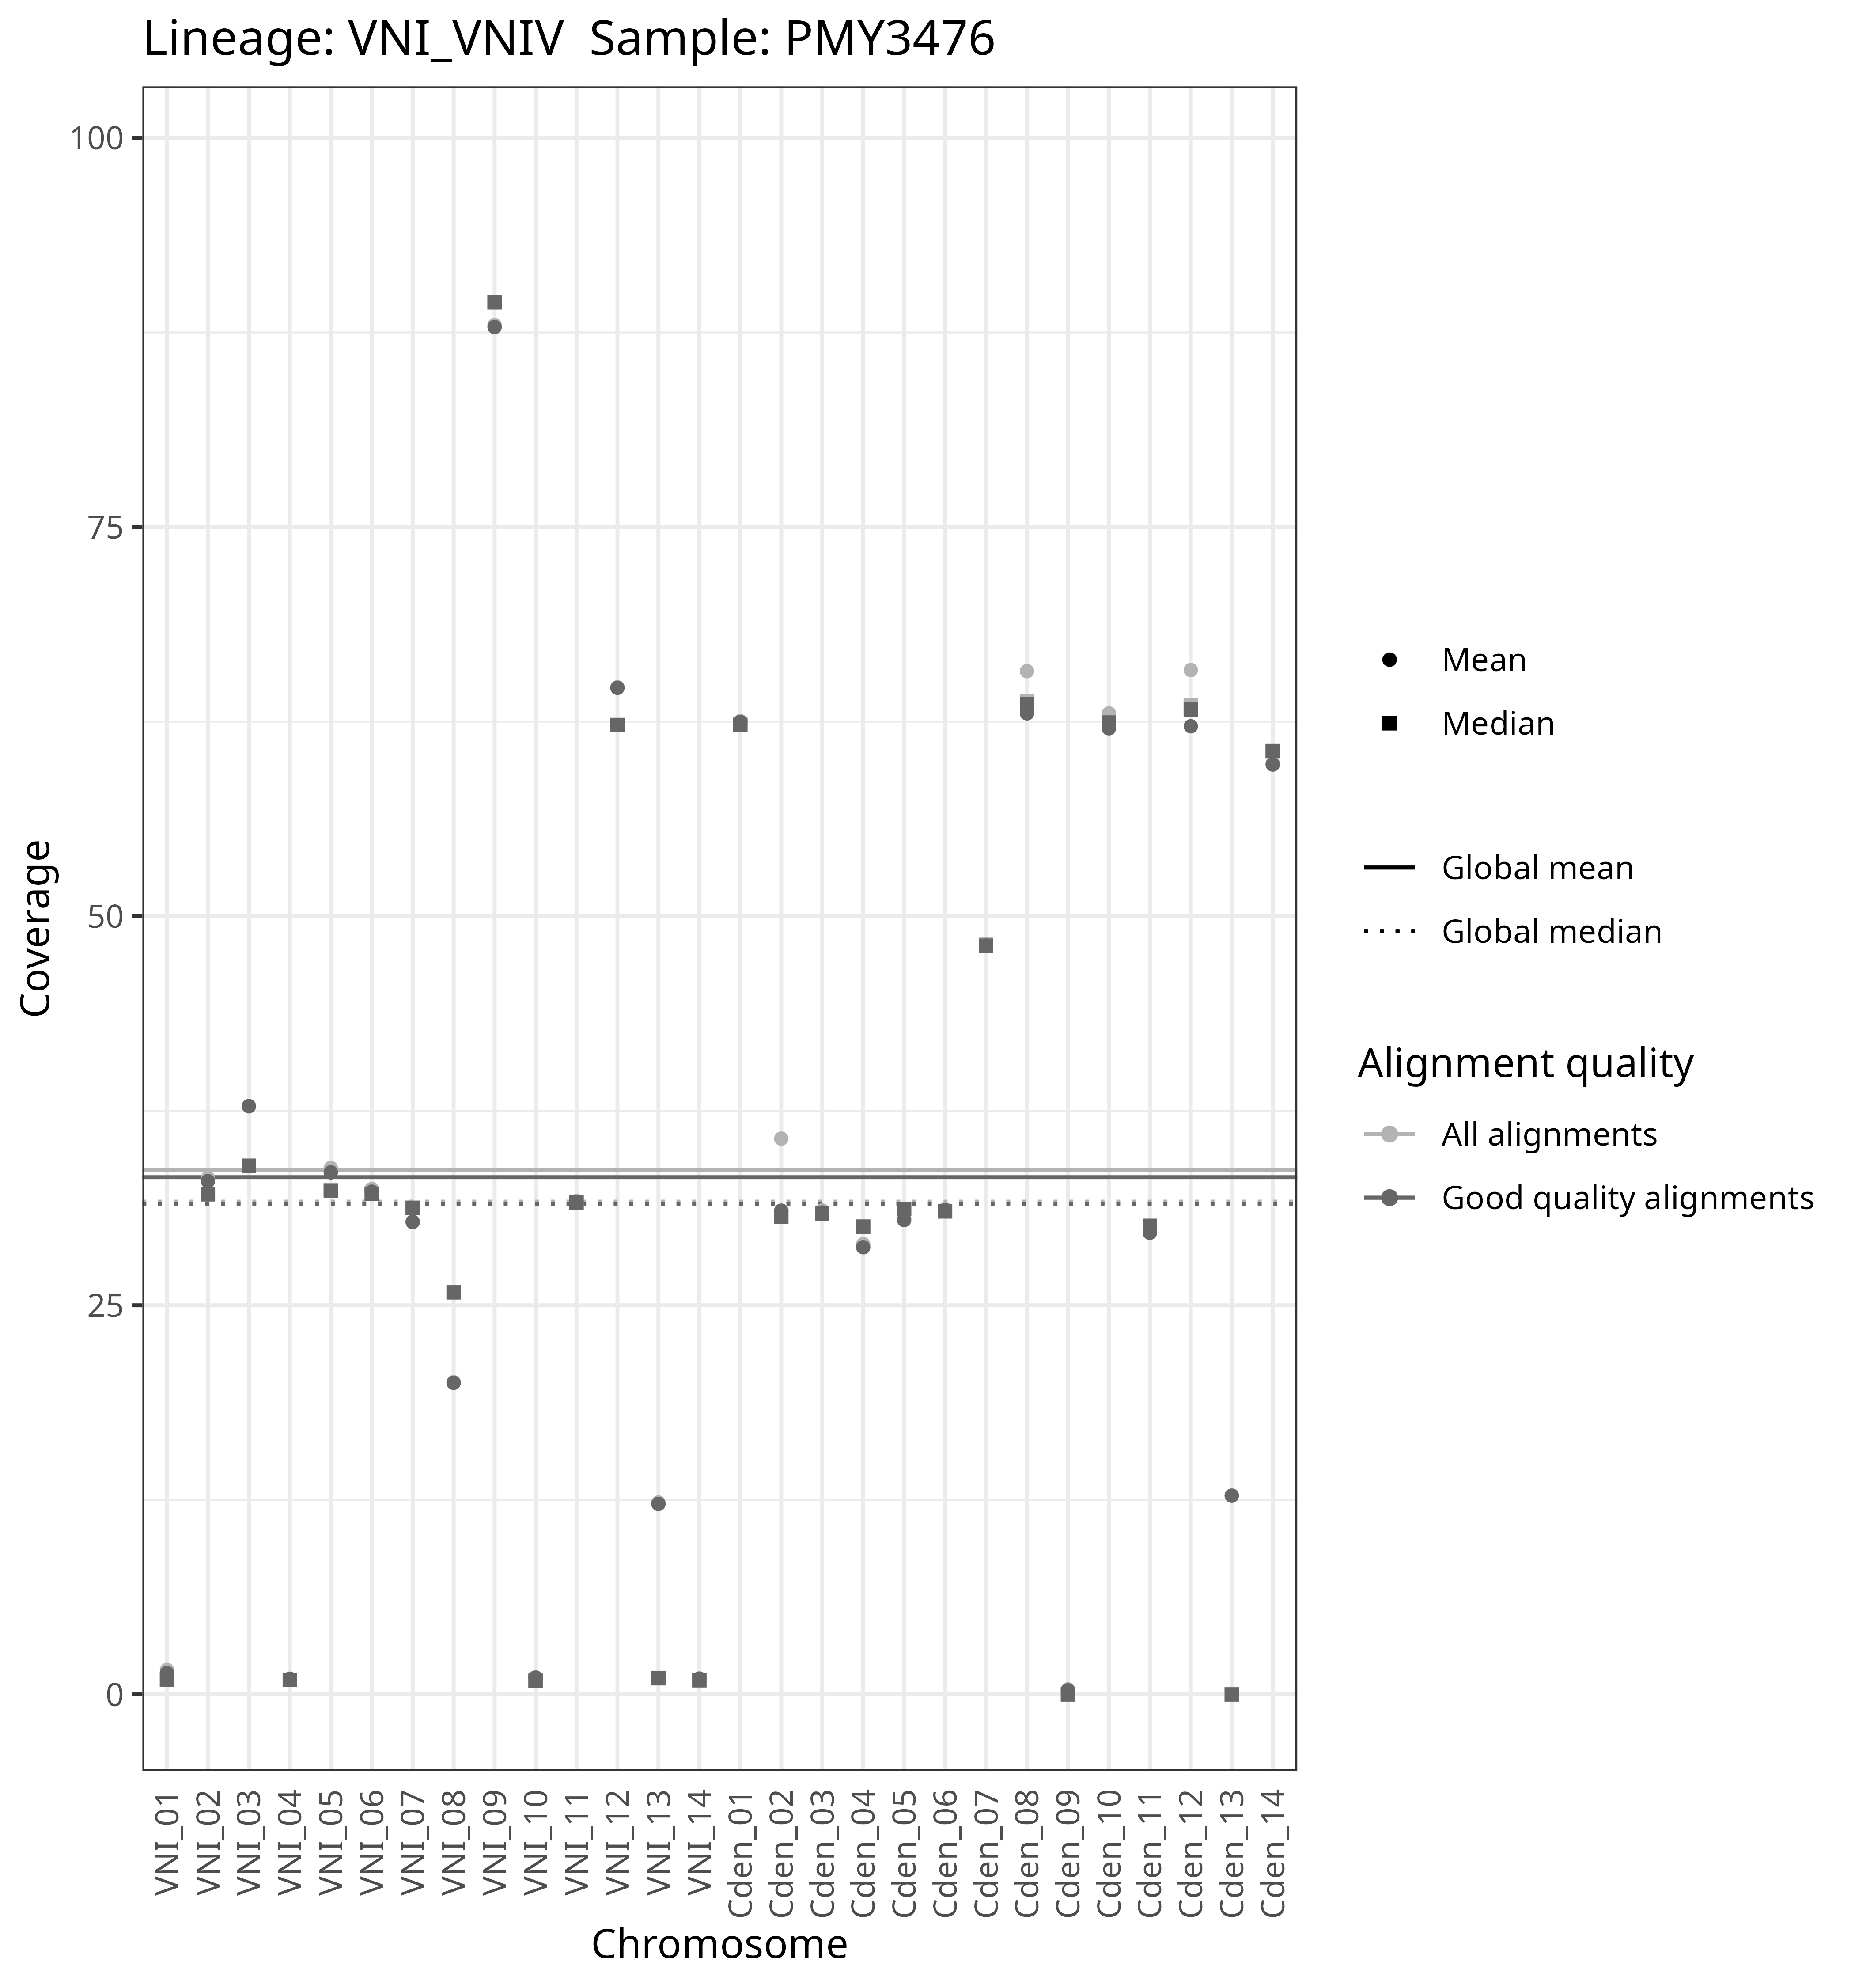 Lineage: VNI_VNIV  Sample: PMY3476
100
75
50
25
0
Coverage
VNI_01
VNI_02
VNI_03
VNI_04
VNI_05
VNI_06
VNI_07
VNI_08
VNI_09
VNI_10
VNI_11
VNI_12
VNI_13
VNI_14
Cden_01
Cden_02
Cden_03
Cden_04
Cden_05
Cden_06
Cden_07
Cden_08
Cden_09
Cden_10
Cden_11
Cden_12
Cden_13
Cden_14
Chromosome
Mean
Median
Global mean
Global median
Alignment quality
All alignments
Good quality alignments